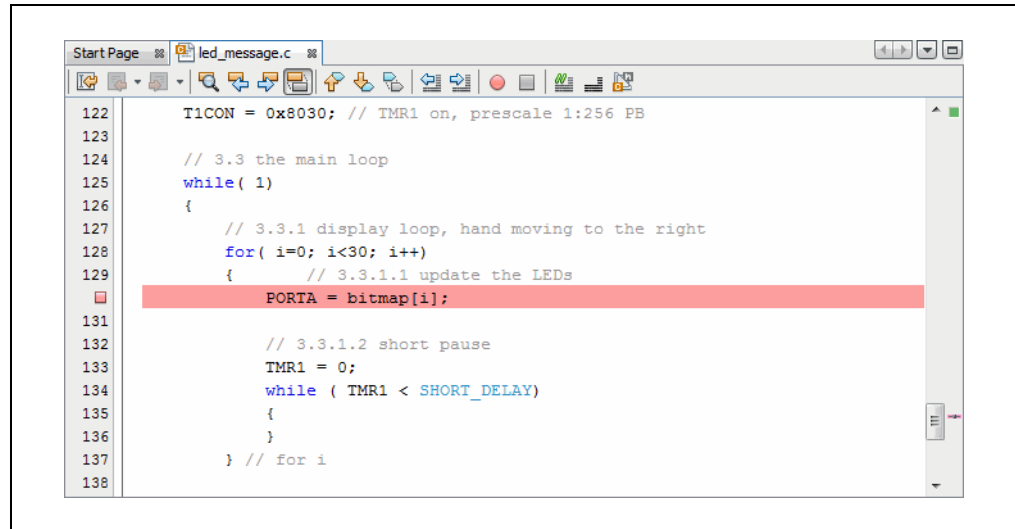 Start Page led_message.c
122 T1CON = 0x8030; // TMR1 on, prescale 1:256 PB
123
124 // 3.3 the main loop
125 while( 1)
126 {
127 // 3.3.1 display loop, hand moving to the right
128 for( i=0; i<30; i++)
129 { // 3.3.1.1 update the LEDs
PORTA = bitmap[i];
131
132 // 3.3.1.2 short pause
133 TMR1 = 0;
134 while ( TMR1 < SHORT_DELAY)
135 {
136 }
137 } // for i
138